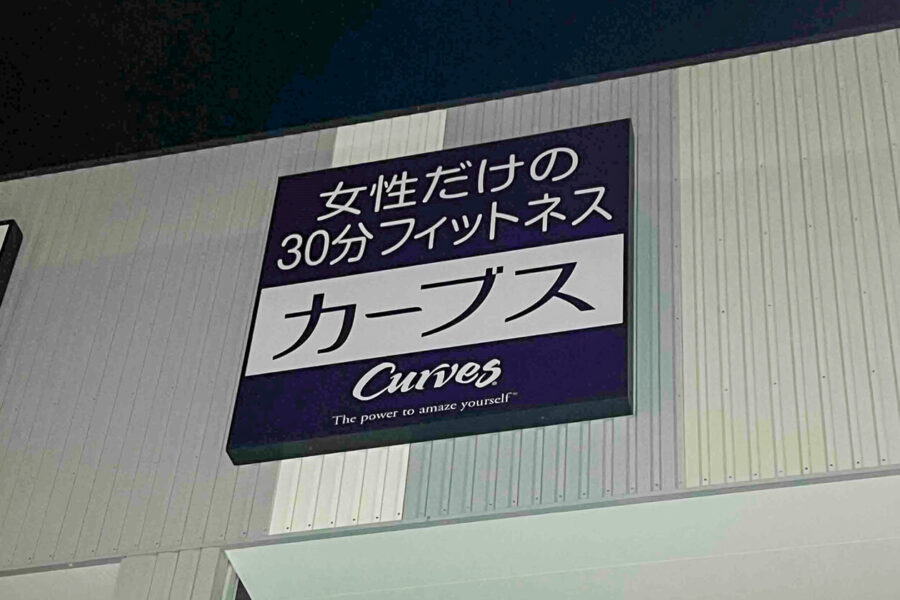 女性だけの
30分フィットネス
カーブス
Curves
The power to amaze yourself™